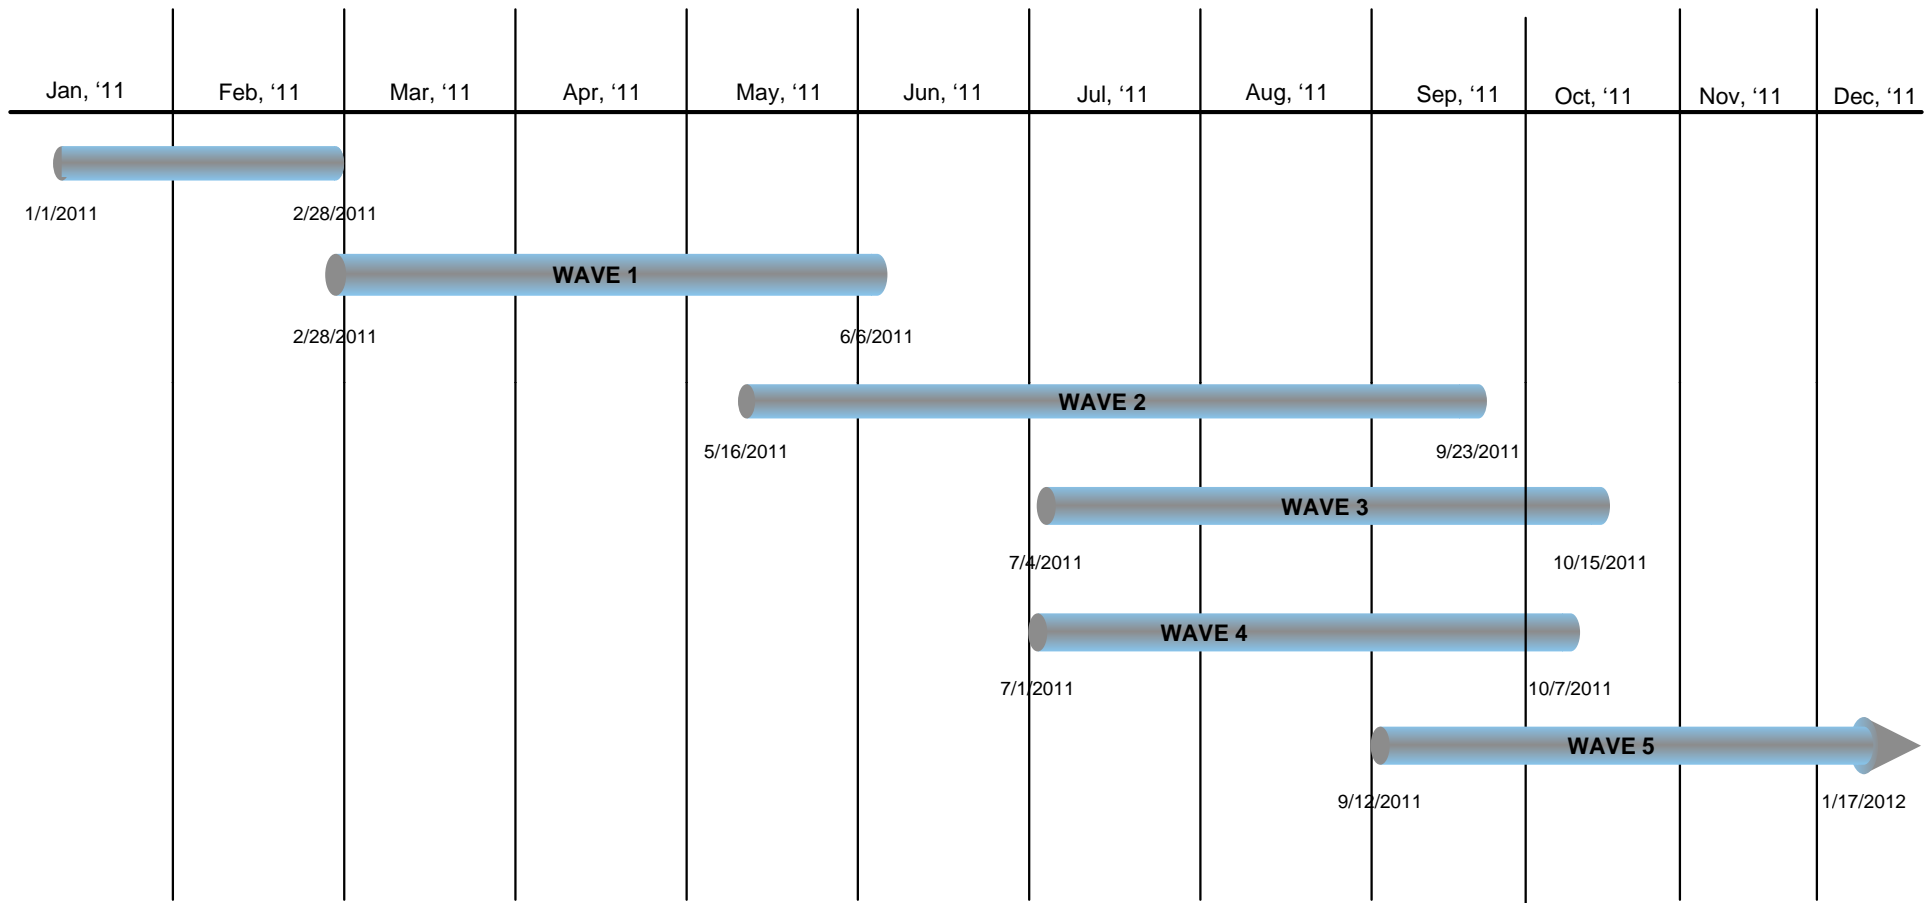 Jan, ‘11 Feb, ‘11 Mar, ‘11 Apr, ‘11 May, ‘11 Jun, ‘11 Jul, ‘11 Aug, ‘11 Sep, ‘11 Oct, ‘11 Nov, ‘11 Dec, ‘11
1/1/2011 2/28/2011
WAVE 1
2/28/2011 6/6/2011
WAVE 2
5/16/2011 9/23/2011
WAVE 3
7/4/2011 10/15/2011
WAVE 4
7/1/2011 10/7/2011
WAVE 5
9/12/2011 1/17/2012